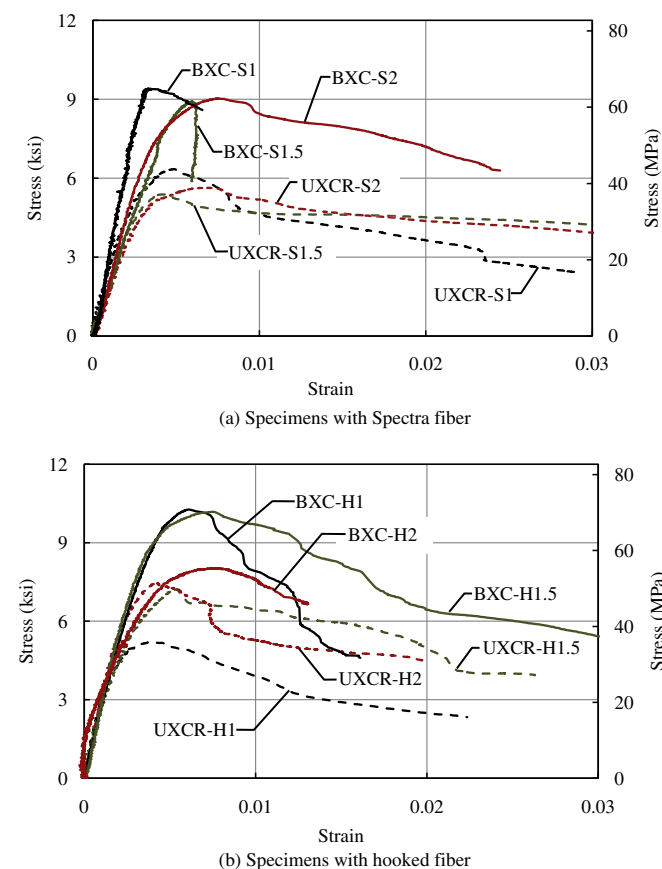 12
9
6
3
0
Stress (ksi)
80
60
40
20
0
Stress (MPa)
BXC-S1
BXC-S2
BXC-S1.5
UXCR-S2
UXCR-S1.5
UXCR-S1
0
0.01
0.02
0.03
Strain
(a) Specimens with Spectra fiber
12
9
6
3
0
Stress (ksi)
80
60
40
20
0
Stress (MPa)
BXC-H1
BXC-H2
BXC-H1.5
UXCR-H1.5
UXCR-H2
UXCR-H1
0
0.01
0.02
0.03
Strain
(b) Specimens with hooked fiber